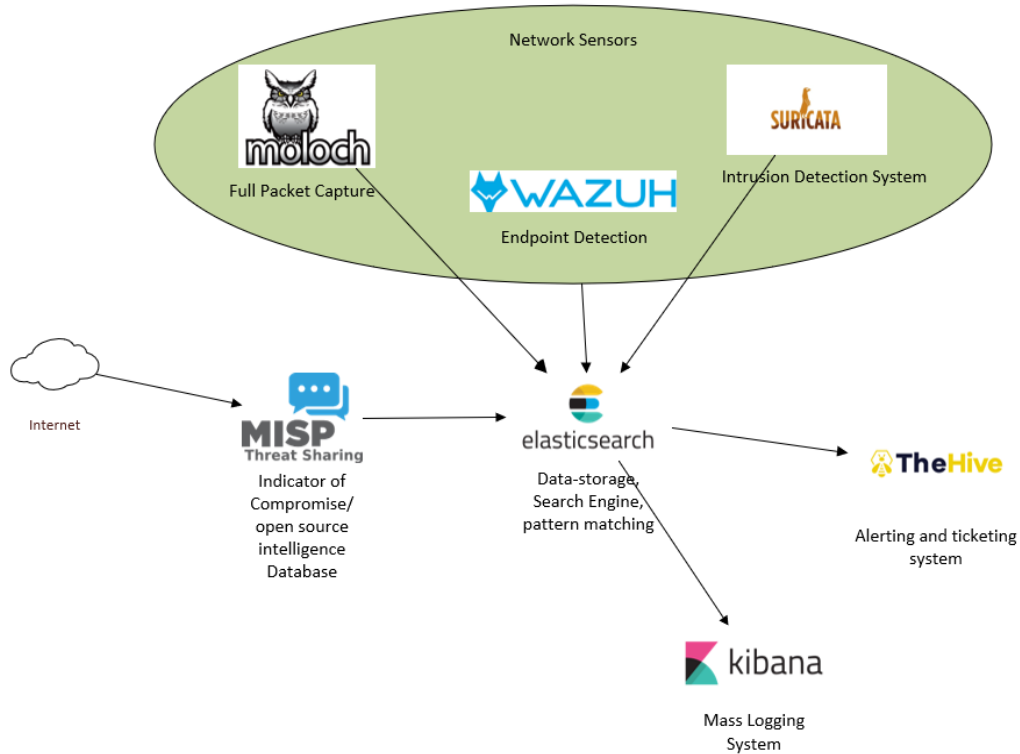 Network Sensors
moloch
Full Packet Capture
WAZUH
Endpoint Detection
SURICATA
Intrusion Detection System
Internet
MISP
Threat Sharing
Indicator of
Compromise/
open source
intelligence
Database
elasticsearch
Data-storage,
Search Engine,
pattern matching
TheHive
Alerting and ticketing
system
kibana
Mass Logging
System